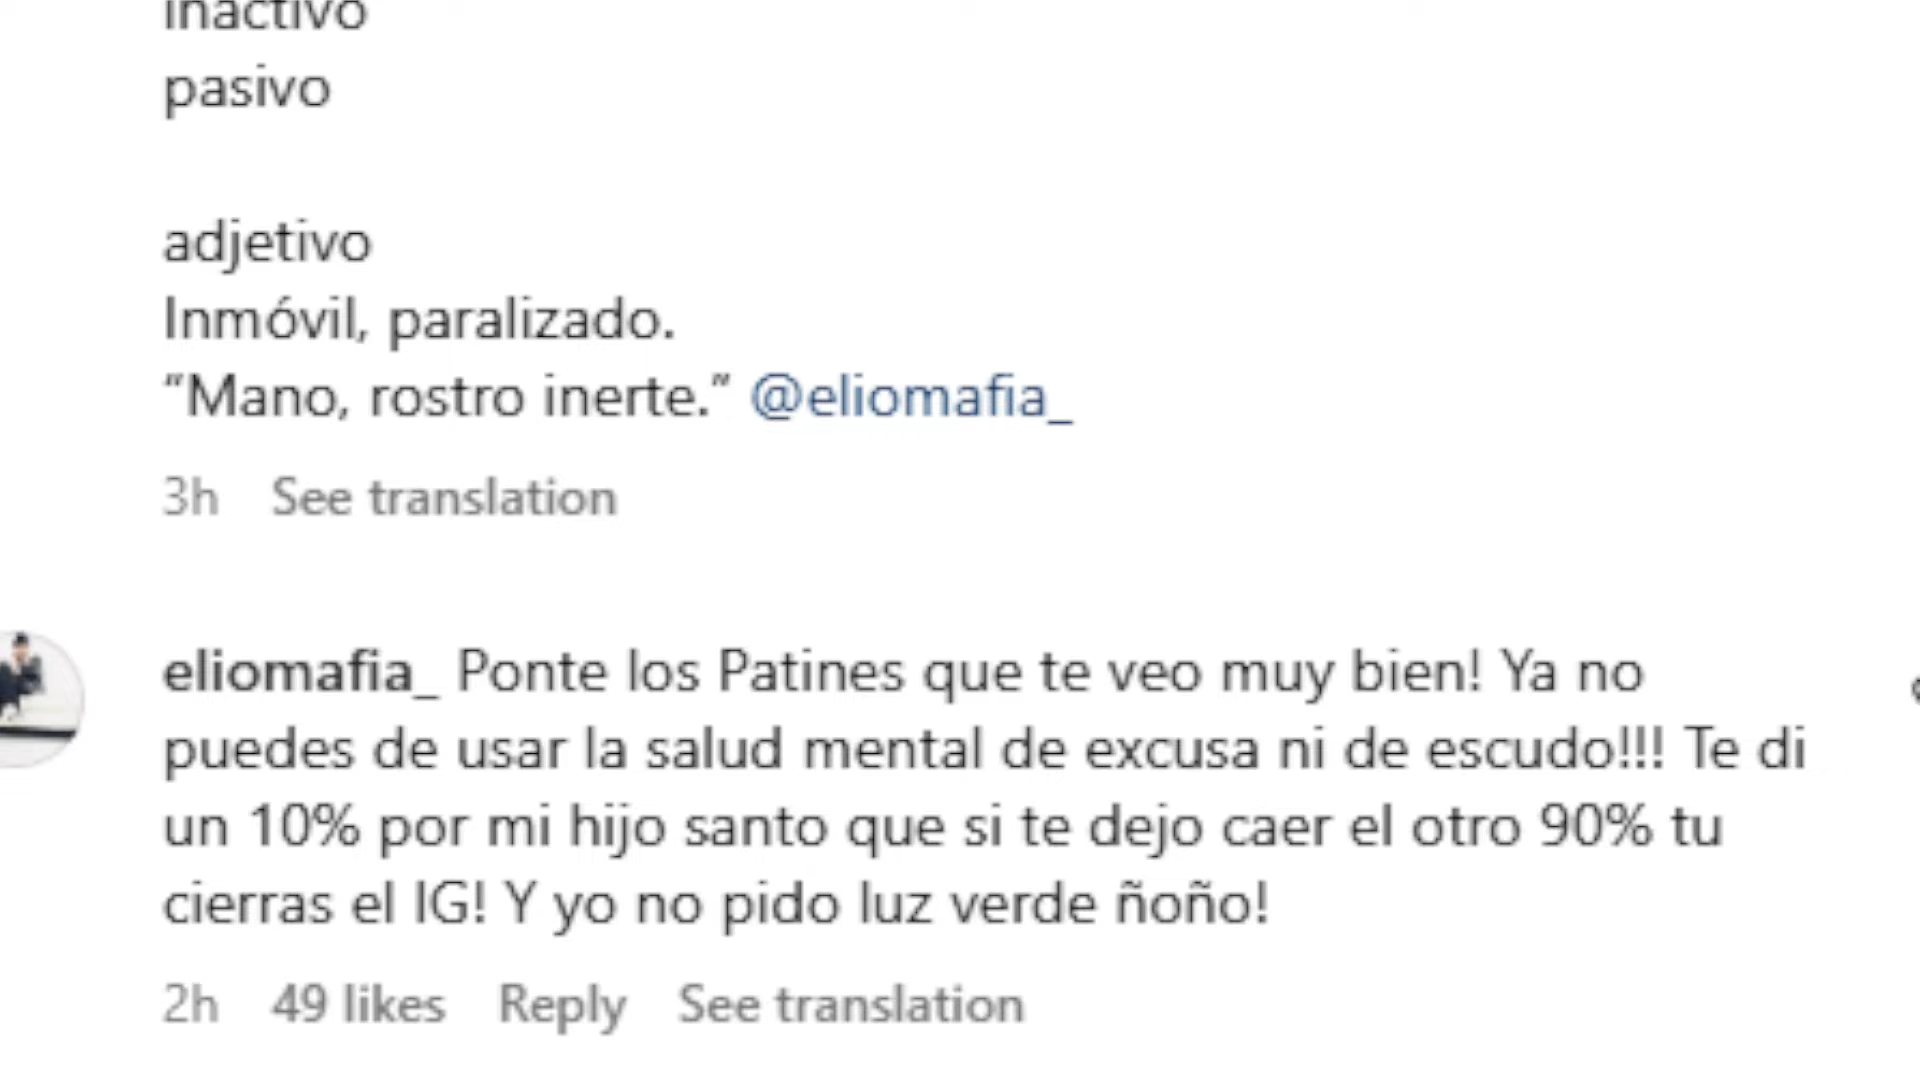 inactivo
pasivo
adjetivo
Inmóvil, paralizado.
“Mano, rostro inerte.” @eliomafia_
3h See translation
eliomafia_ Ponte los Patines que te veo muy bien! Ya no
puedes de usar la salud mental de excusa ni de escudo!!! Te di
un 10% por mi hijo santo que si te dejo caer el otro 90% tu
cierras el IG! Y yo no pido luz verde ñoño!
2h 49 likes Reply See translation